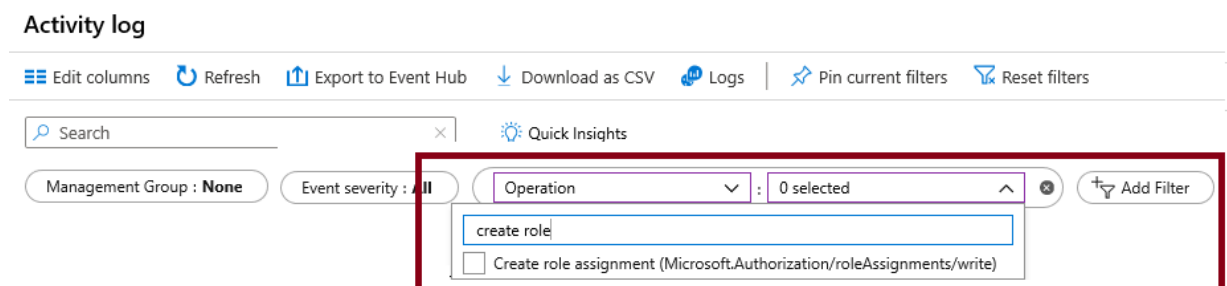 Activity log
Edit columns Refresh Export to Event Hub Download as CSV Logs Pin current filters Reset filters
Search Quick Insights
Management Group : None Event severity : All Operation : 0 selected Add Filter
create role
Create role assignment (Microsoft.Authorization/roleAssignments/write)